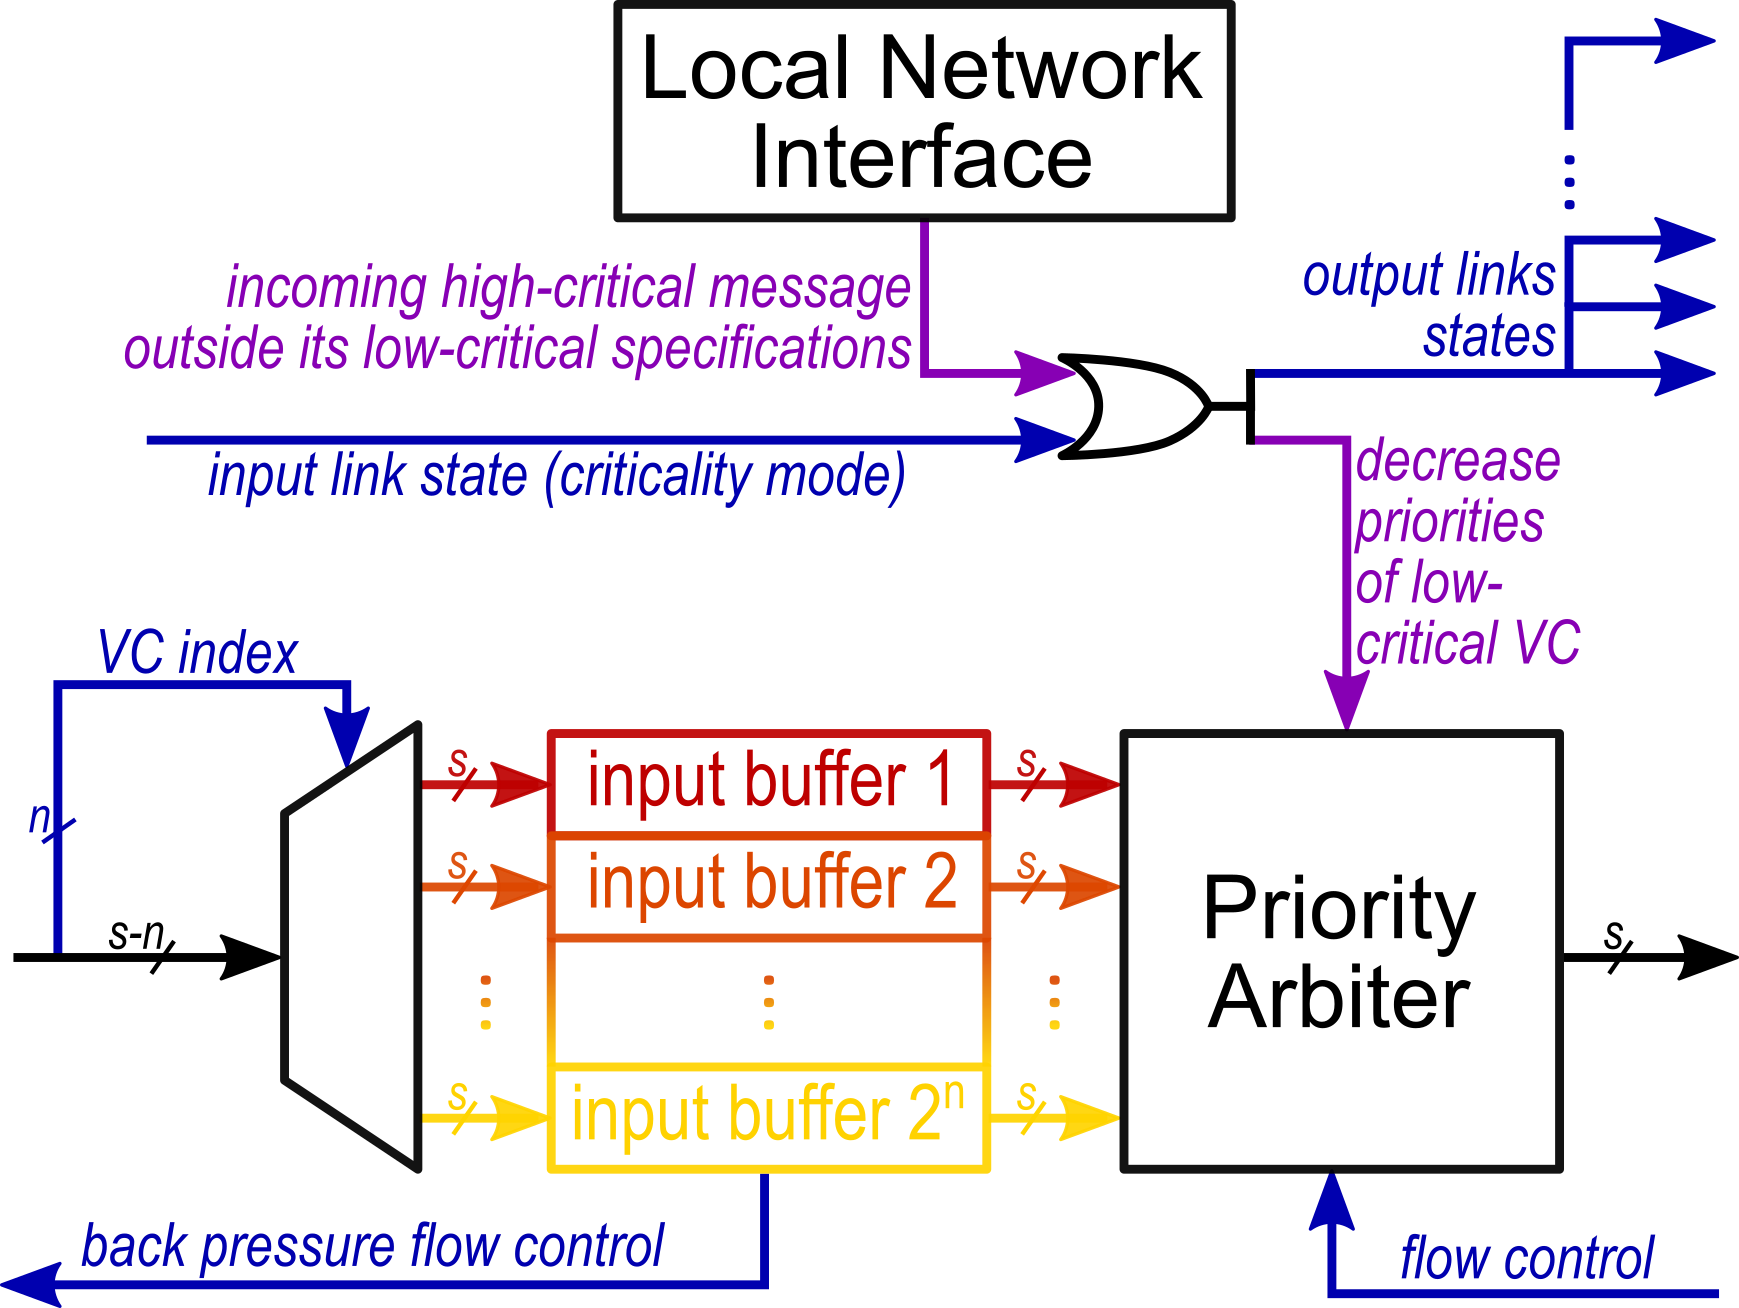 Local Network
Interface
incoming high-critical message
outside its low-critical specifications
output links
states
input link state (criticality mode)
decrease
priorities
of low-
critical VC
VC index
n
s-n
s
input buffer 1
s
s
input buffer 2
s
s
input buffer 2ⁿ
s
Priority
Arbiter
s
back pressure flow control
flow control